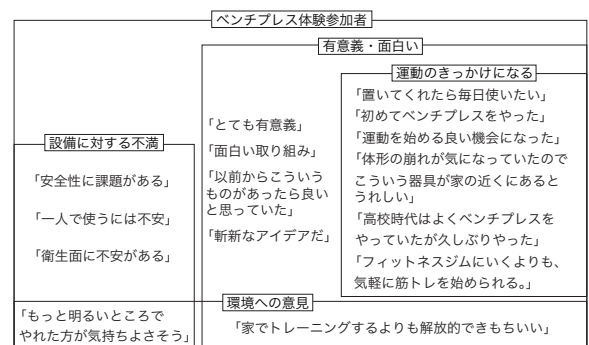 ベンチプレス体験参加者
有意義・面白い
運動のきっかけになる
「置いてくれたら毎日使いたい」
「初めてベンチプレスをやった」
「運動を始める良い機会になった」
「体形の崩れが気になっていたので
こういう器具が家の近くにあると
うれしい」
「高校時代はよくベンチプレスを
やっていたが久しぶりやった」
「フィットネスジムにいくよりも、
気軽に筋トレを始められる。」
「とても有意義」
「面白い取り組み」
「以前からこういう
ものがあったら良い
と思っていた」
「斬新なアイデアだ」
設備に対する不満
「安全性に課題がある」
「一人で使うには不安」
「衛生面に不安がある」
環境への意見
「もっと明るいところで
やれた方が気持ちよさそう」
「家でトレーニングするよりも解放的できもちいい」